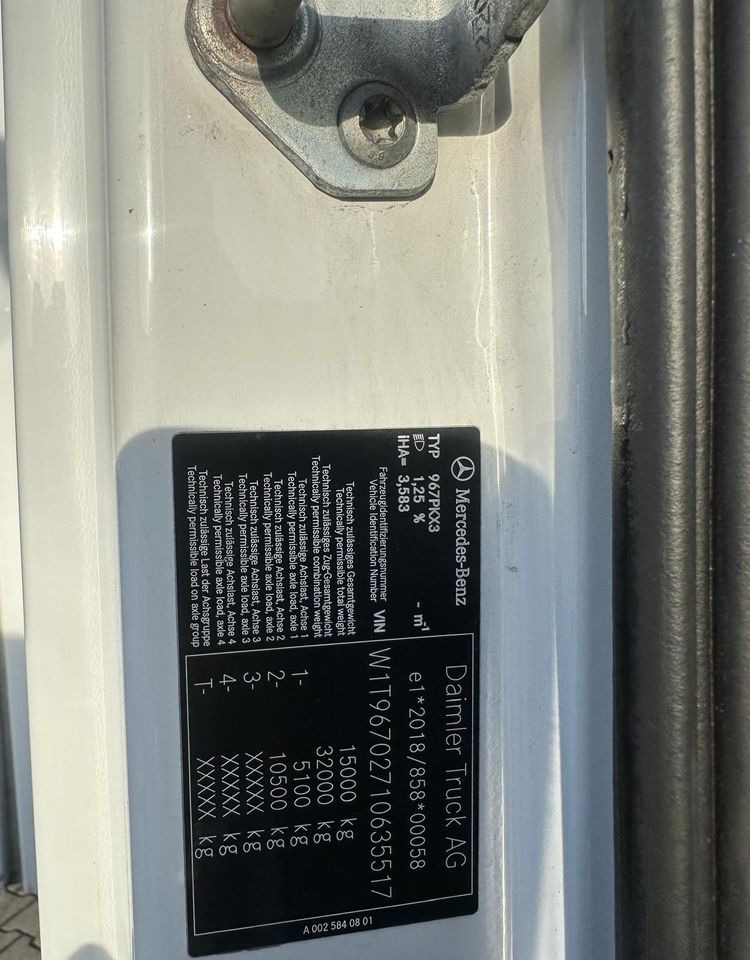 Mercedes-Benz
Daimler Truck AG
TYP 967PKX3 - m-1
e1*2018/858*00058
1,25 %
iHA= 3,583
Fahrzeugidentifizierungsnummer
Vehicle Identification Number VIN W1T96702710635517
Technisch zulässiges Gesamtgewicht
Technically permissible total weight 15000 kg
Technisch zulässiges Zug-Gesamtgewicht
Technically permissible combination weight 32000 kg
Technisch zulässige Achslast, Achse 1
Technically permissible axle load, axle 1 1- 5100 kg
Technisch zulässige Achslast, Achse 2
Technically permissible axle load, axle 2 2- 10500 kg
Technisch zulässige Achslast, Achse 3
Technically permissible axle load, axle 3 3- XXXXX kg
Technisch zulässige Achslast, Achse 4
Technically permissible axle load, axle 4 4- XXXXX kg
Technisch zulässige Last der Achsgruppe
Technically permissible load on axle group T- XXXXX kg
A 002 584 08 01